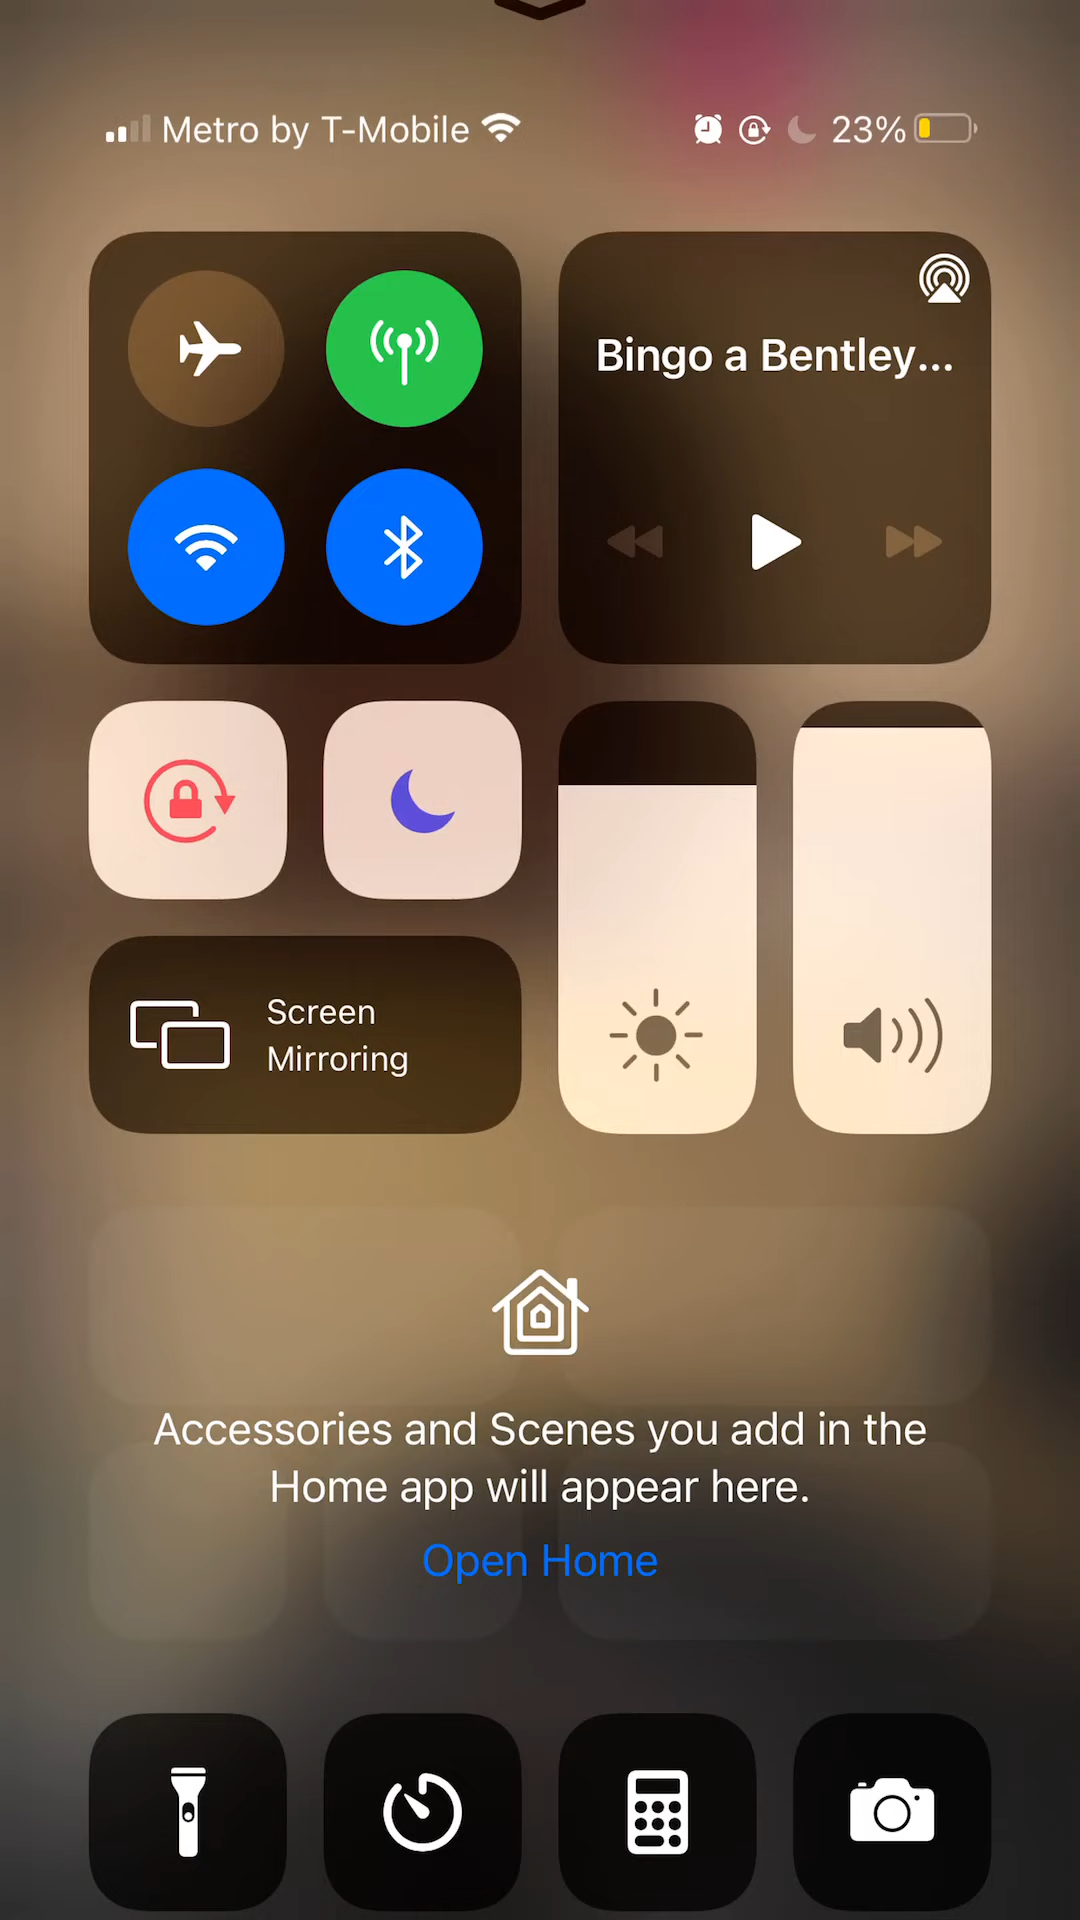 Metro by T-Mobile 23%
Bingo a Bentley...
Screen
Mirroring
Accessories and Scenes you add in the
Home app will appear here.
Open Home